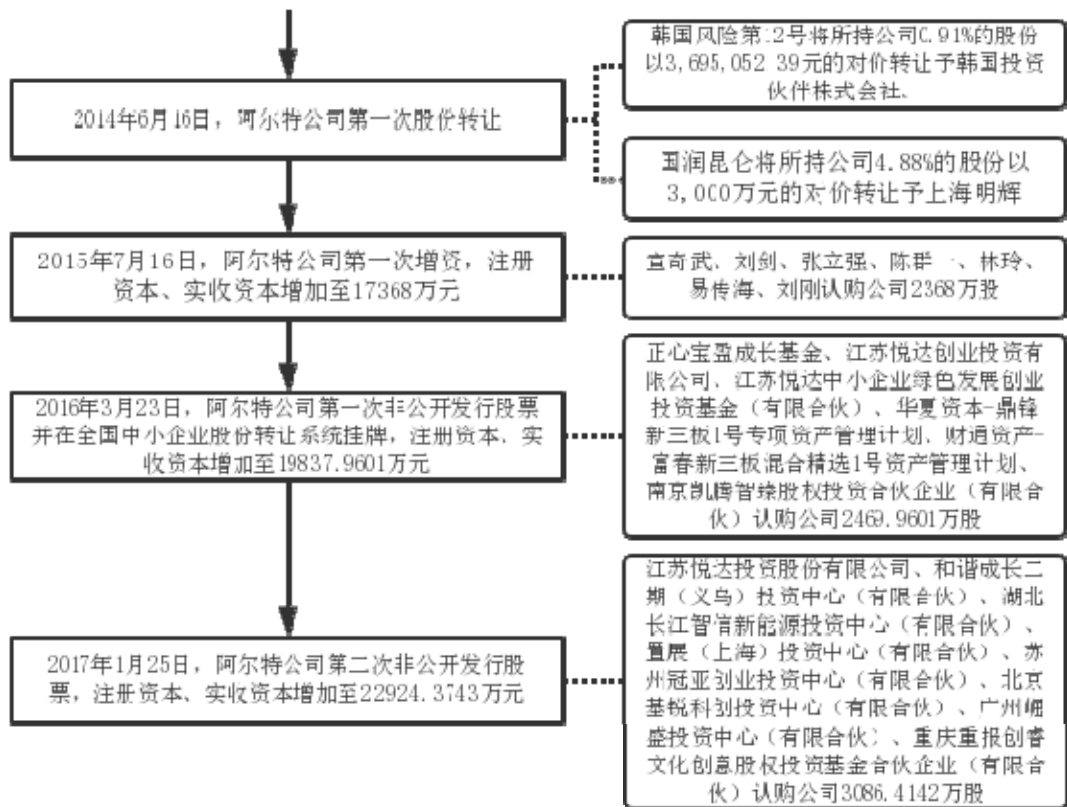 2014年6月16日，阿尔特公司第一次股份转让
韩国风险第12号将所持公司0.91%的股份
以3,695,052.39元的对价转让予韩国投资
伙伴株式会社、
国润昆仑将所持公司4.88%的股份以
3,000万元的对价转让予上海明辉
2015年7月16日，阿尔特公司第一次增资，注册
资本、实收资本增加至17368万元
宣奇武、刘剑、张立强、陈群一、林玲、
易传海、刘刚认购公司2368万股
2016年3月23日，阿尔特公司第一次非公开发行股票
并在全国中小企业股份转让系统挂牌，注册资本、实
收资本增加至19837.9601万元
正心宝盈成长基金、江苏悦达创业投资有
限公司、江苏悦达中小企业绿色发展创业
投资基金（有限合伙）、华夏资本-鼎锋
新三板1号专项资产管理计划、财通资产-
富春新三板混合精选1号资产管理计划、
南京凯腾智臻股权投资合伙企业（有限合
伙）认购公司2469.9601万股
2017年1月25日，阿尔特公司第二次非公开发行股
票，注册资本、实收资本增加至22924.3743万元
江苏悦达投资股份有限公司、和谐成长二
期（义乌）投资中心（有限合伙）、湖北
长江智信新能源投资中心（有限合伙）、
置展（上海）投资中心（有限合伙）、苏
州冠亚创业投资中心（有限合伙）、北京
基锐科创投资中心（有限合伙）、广州崛
盛投资中心（有限合伙）、重庆重报创睿
文化创意股权投资基金合伙企业（有限合
伙）认购公司3086.4142万股